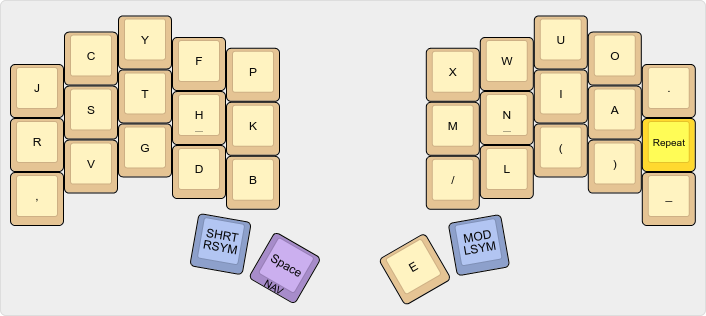 J C Y F P
R S T H K
_
, V G D B
X W U O .
M N I A Repeat
_
/ L ( ) _
SHRT
RSYM
Space
NAV
E
MOD
LSYM